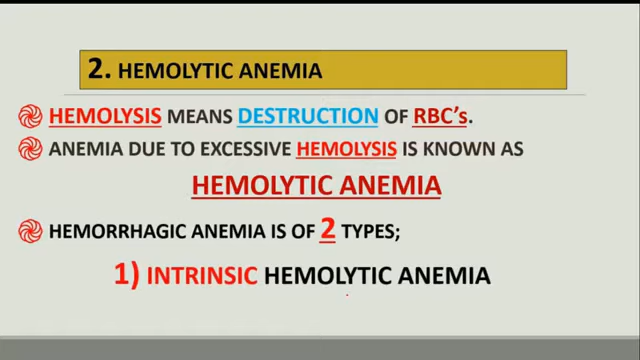 2. HEMOLYTIC ANEMIA
HEMOLYSIS MEANS DESTRUCTION OF RBC's.
ANEMIA DUE TO EXCESSIVE HEMOLYSIS IS KNOWN AS
HEMOLYTIC ANEMIA
HEMORRHAGIC ANEMIA IS OF 2 TYPES;
1) INTRINSIC HEMOLYTIC ANEMIA